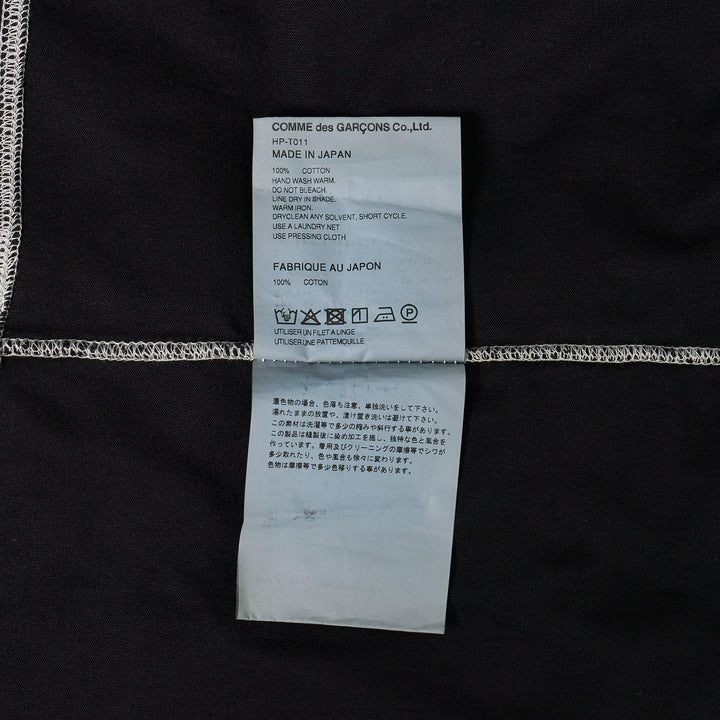 COMME des GARÇONS Co.,Ltd.
HP-T011
MADE IN JAPAN
100% COTTON
HAND WASH WARM.
DO NOT BLEACH.
LINE DRY IN SHADE.
WARM IRON.
DRYCLEAN ANY SOLVENT, SHORT CYCLE.
USE A LAUNDRY NET
USE PRESSING CLOTH
FABRIQUE AU JAPON
100% COTON
P
UTILISER UN FILET A LINGE
UTILISER UNE PATTEMOUILLE
濃色物の場合、色落ち注意、単独洗いをして下さい。
濡れたままの放置や、漬け置き洗いは避けて下さい。
この素材は洗濯等で多少の縮みや斜行する事があります。
この製品は縫製後に染め加工を施し、独特な色と風合を
作っています。着用及びクリーニングの摩擦等でシワが
多少取れたり、色や風合も徐々に変わります。
色物は摩擦等で多少色移りする事があります。